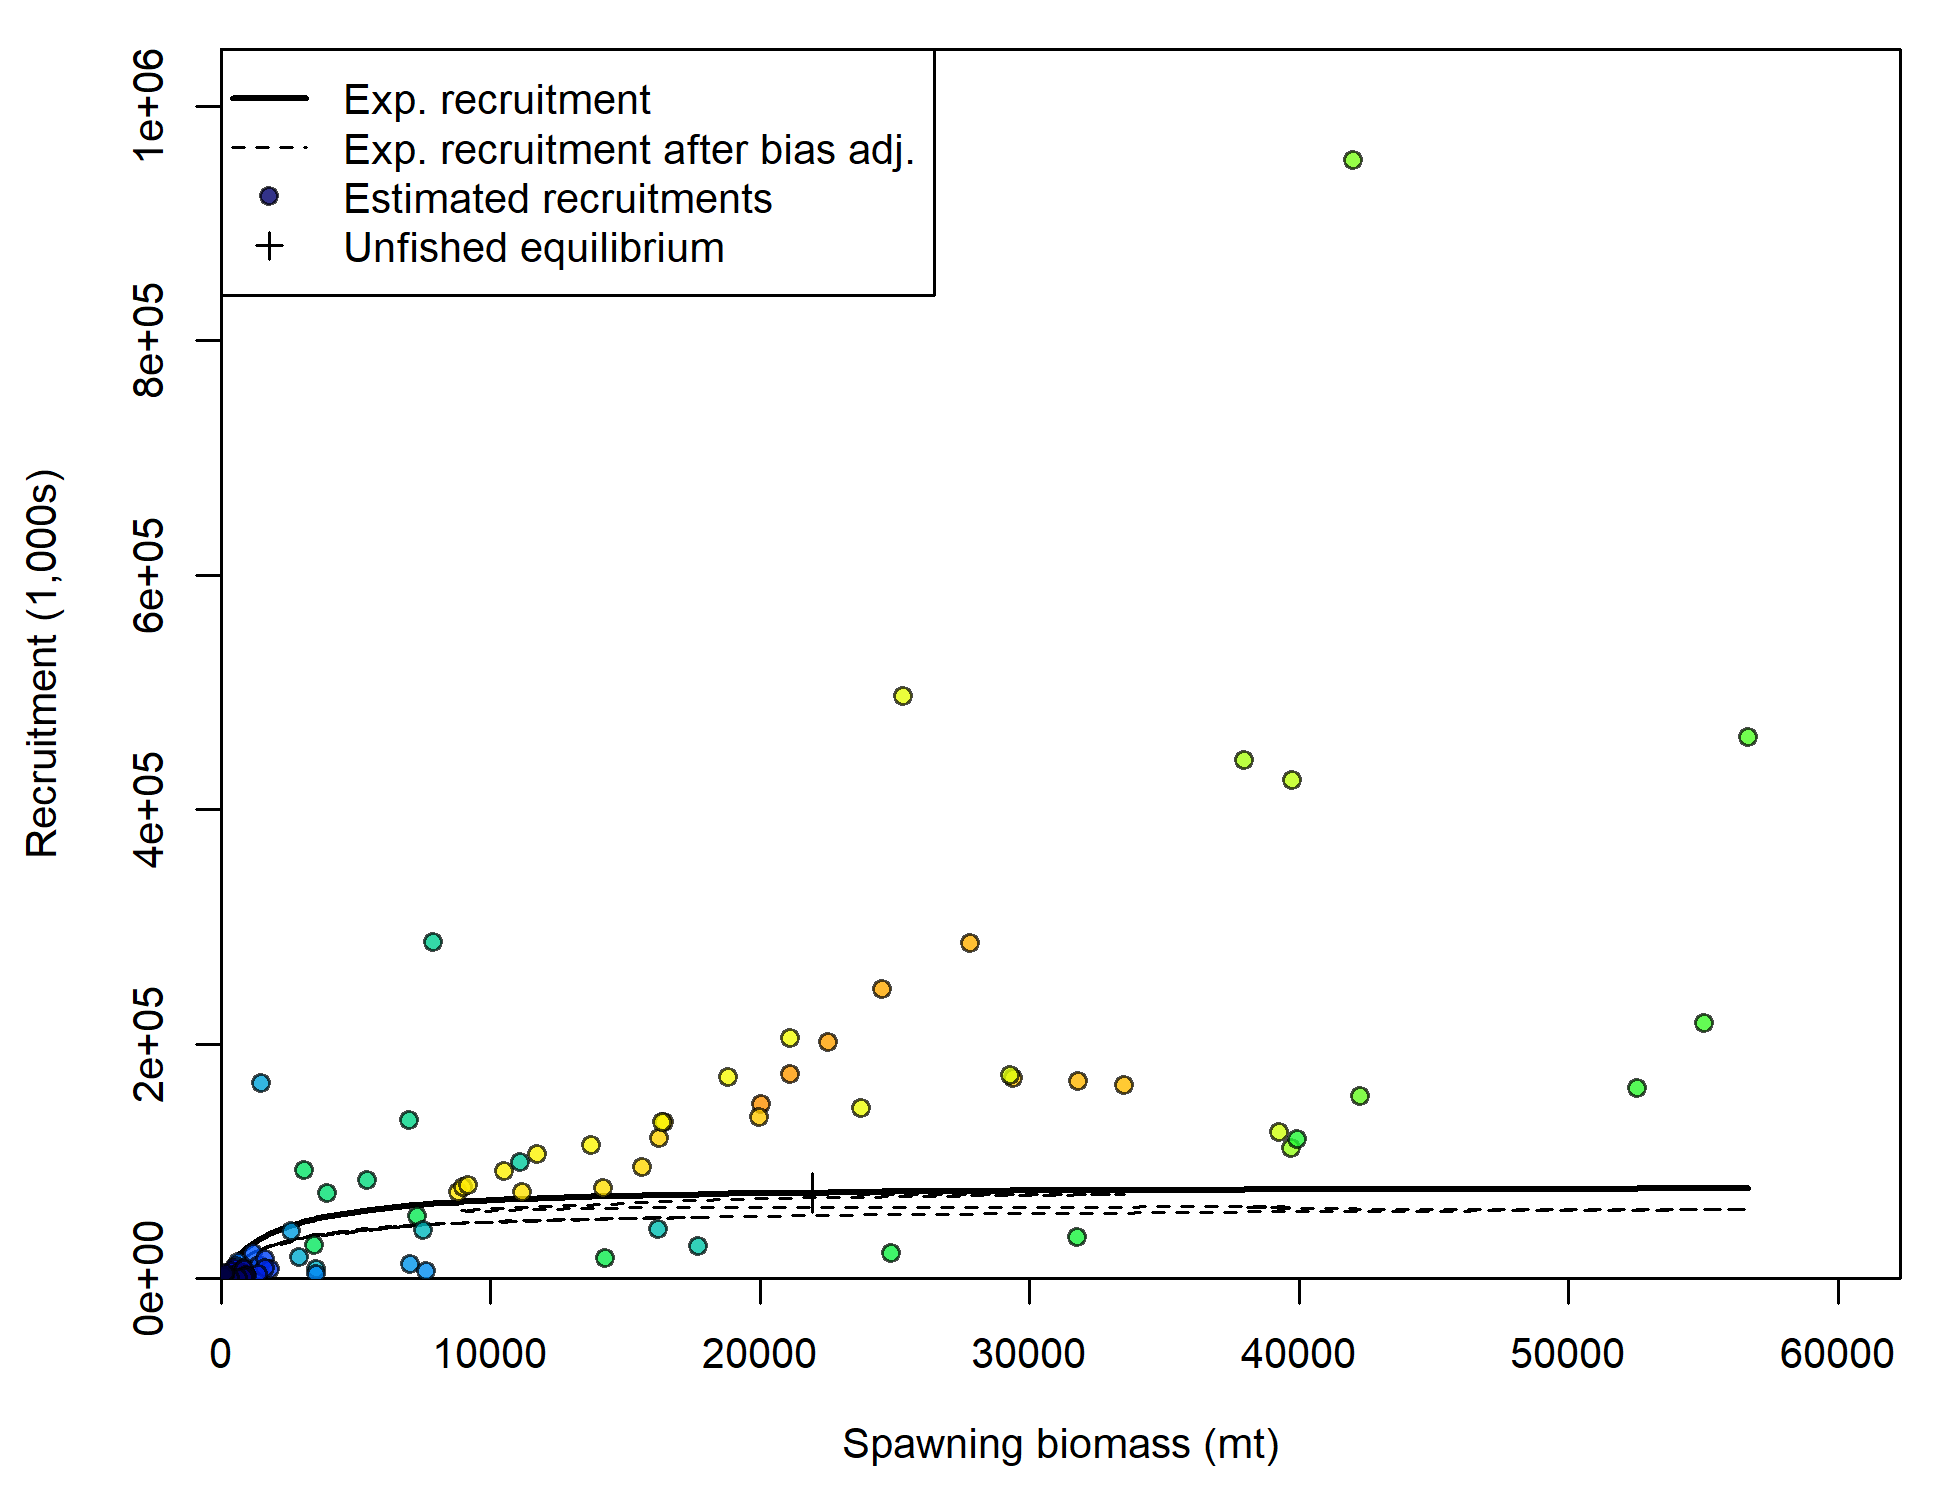 Exp. recruitment
Exp. recruitment after bias adj.
Estimated recruitments
Unfished equilibrium
Recruitment (1,000s)
1e+06
8e+05
6e+05
4e+05
2e+05
0e+00
0 10000 20000 30000 40000 50000 60000
Spawning biomass (mt)